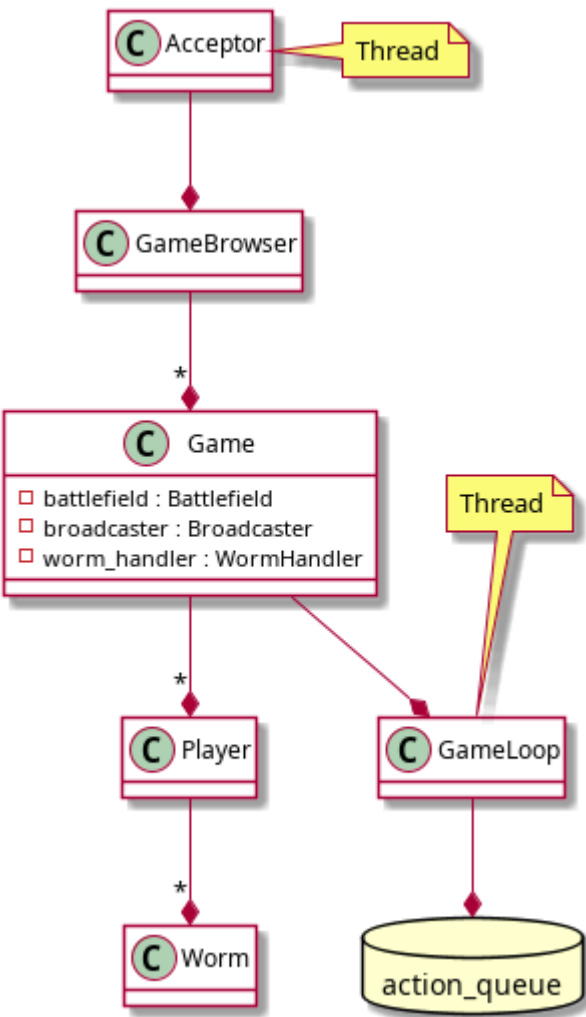 C Acceptor
Thread
C GameBrowser
*
C Game
battlefield : Battlefield
broadcaster : Broadcaster
worm_handler : WormHandler
Thread
*
C Player
C GameLoop
*
C Worm
action_queue